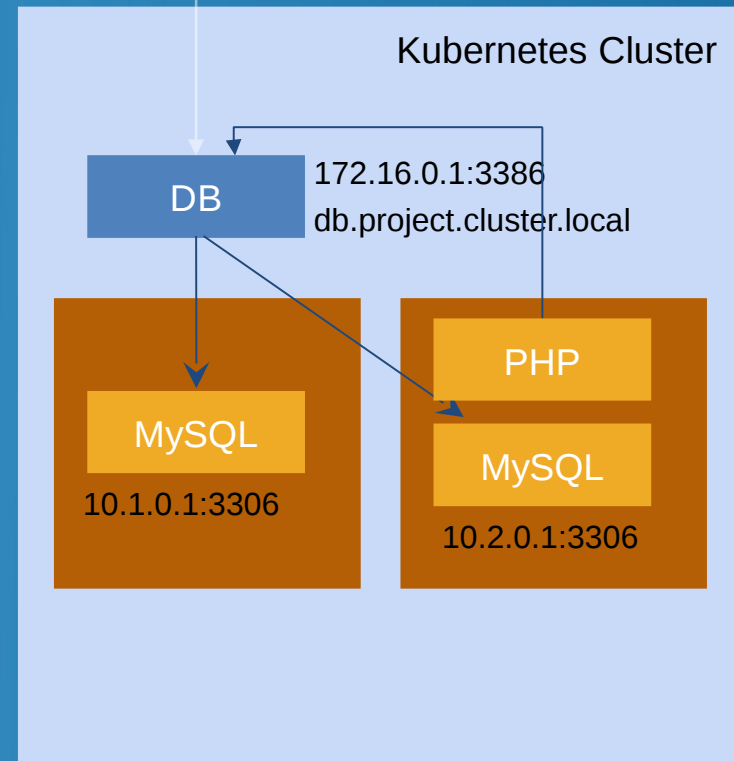 Kubernetes Cluster
DB
172.16.0.1:3386
db.project.cluster.local
PHP
MySQL
MySQL
10.1.0.1:3306
10.2.0.1:3306